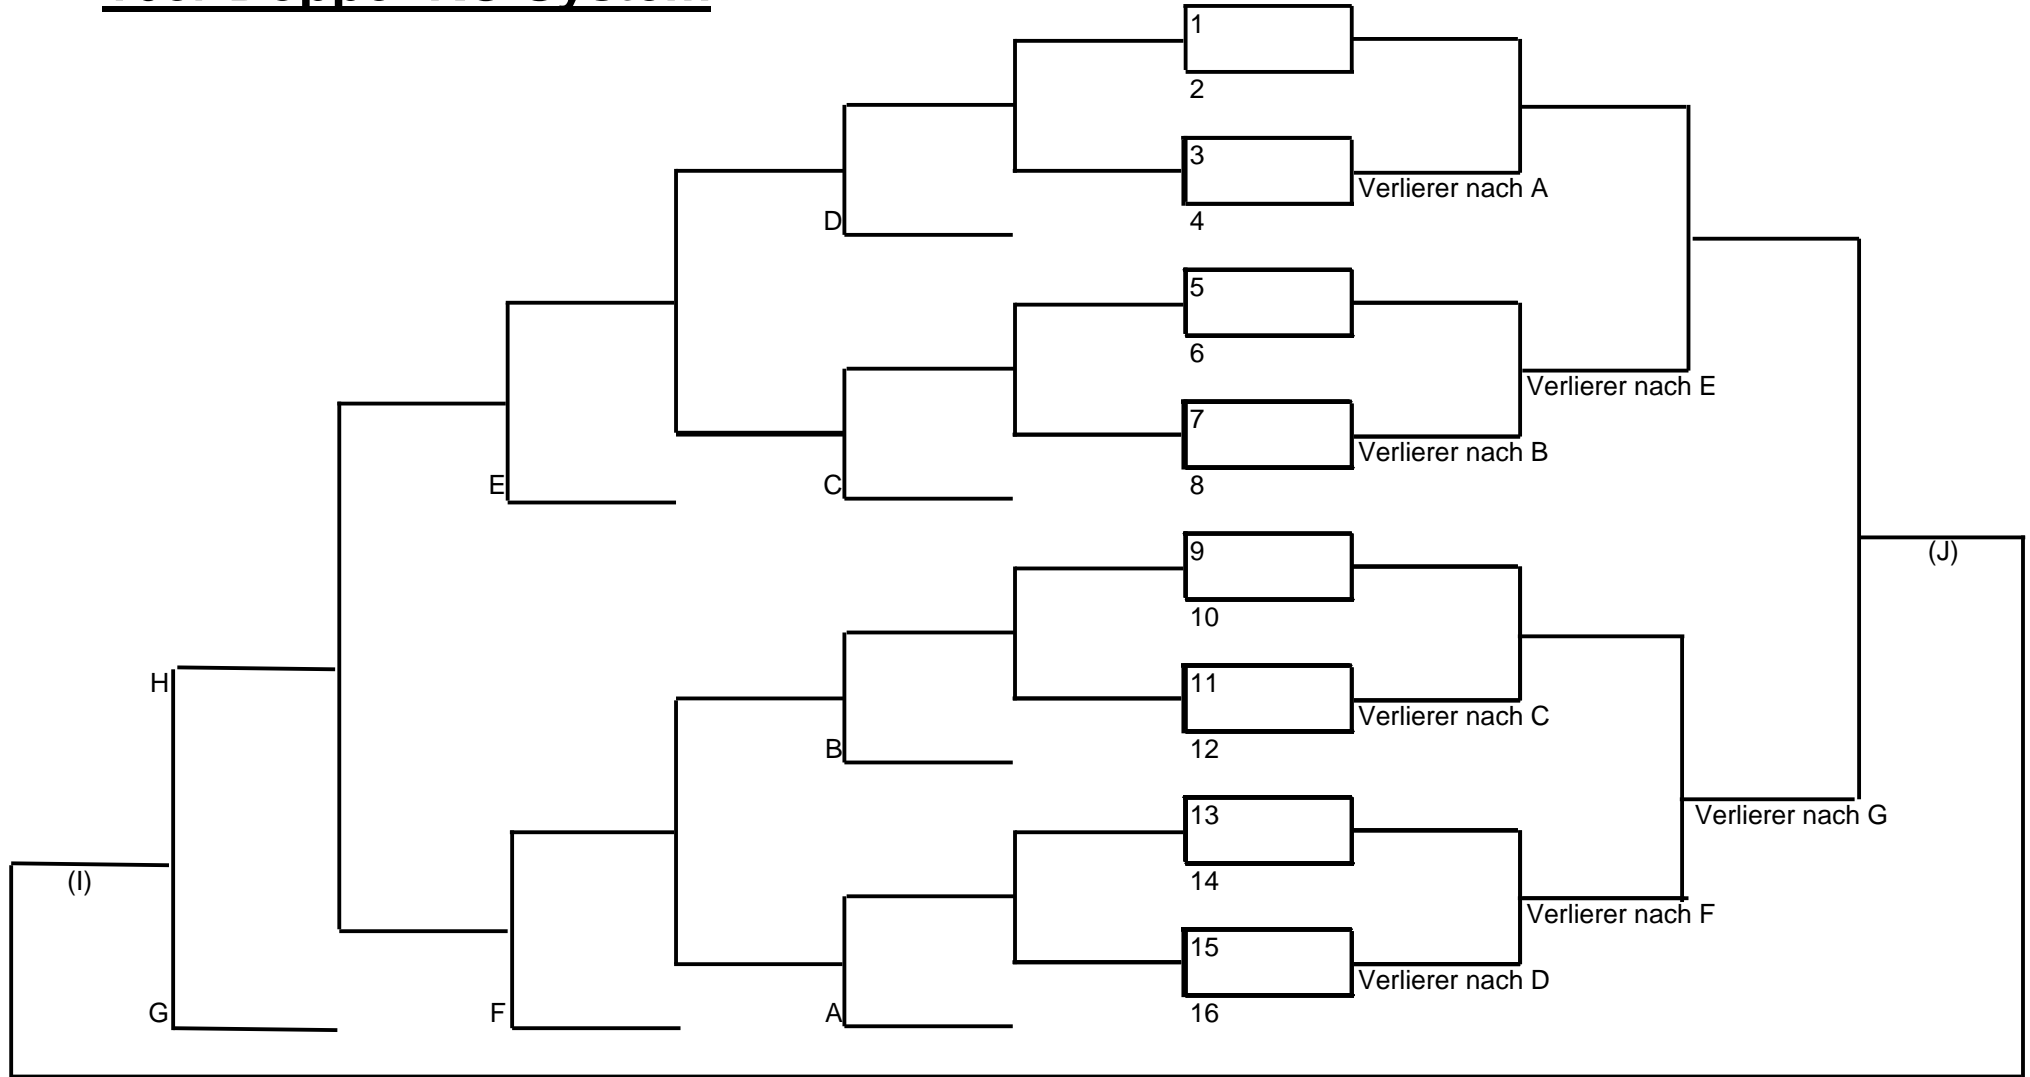 1
2
3
Verlierer nach A
D
4
5
6
Verlierer nach E
7
Verlierer nach B
E
C
8
9
(J)
10
H
11
Verlierer nach C
B
12
13
Verlierer nach G
(I)
14
Verlierer nach F
15
Verlierer nach D
G
F
A
16